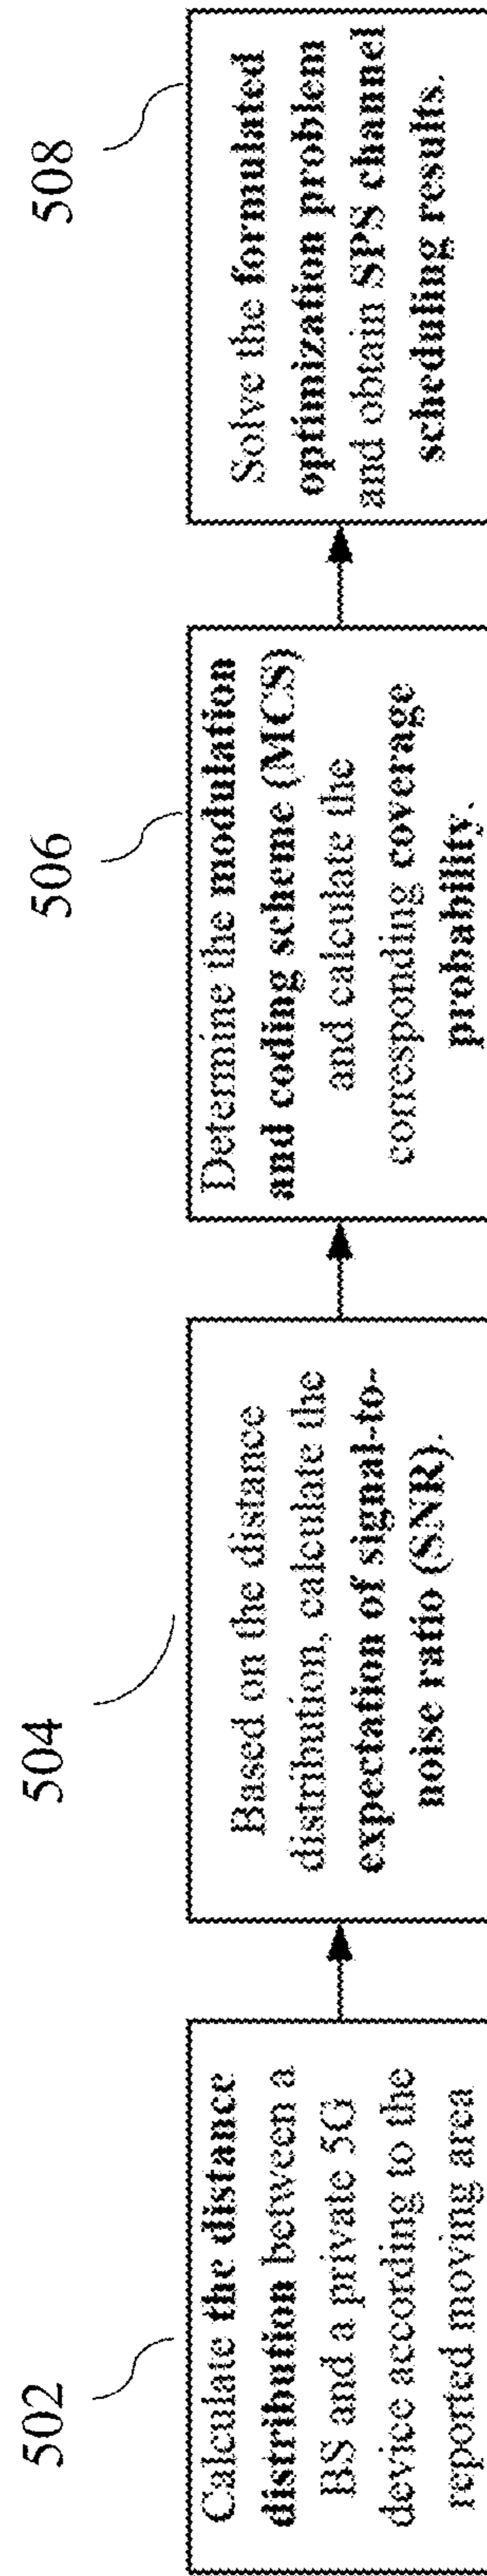 502
Calculate the distance
distribution between a
BS and a private 5G
device according to the
reported moving area
504
Based on the distance
distribution, calculate the
expectation of signal-to-
noise ratio (SNR).
506
Determine the modulation
and coding scheme (MCS)
and calculate the
corresponding coverage
probability.
508
Solve the formulated
optimization problem
and obtain SPS channel
scheduling results.